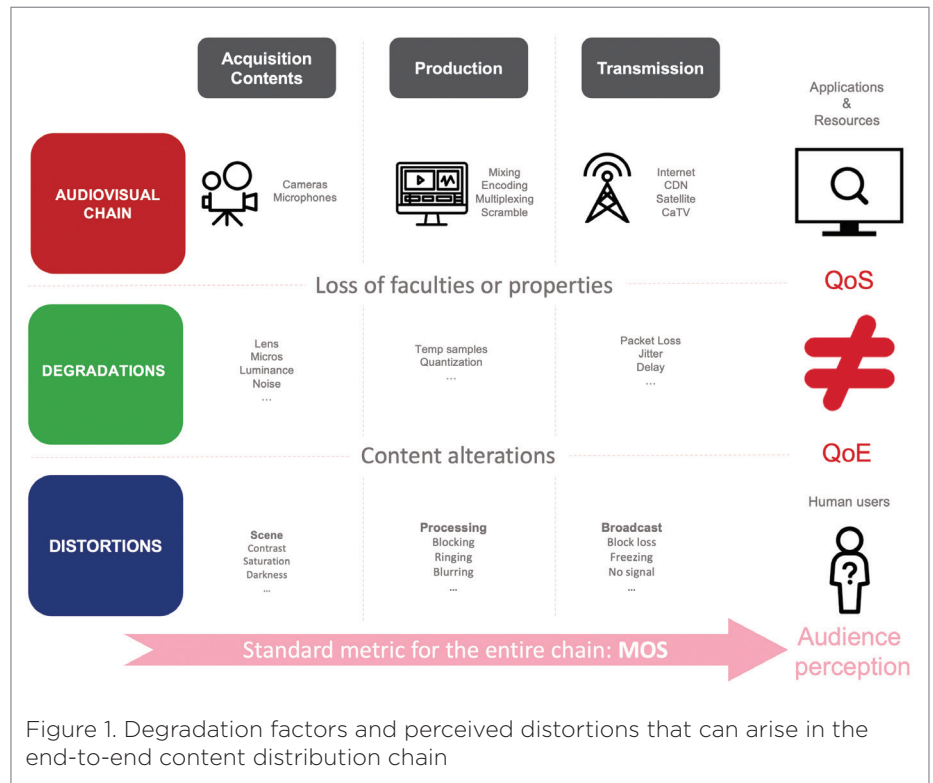 Acquisition
Contents
Production
Transmission
Applications
&
Resources
AUDIOVISUAL
CHAIN
Cameras
Microphones
Mixing
Encoding
Multiplexing
Scramble
Internet
CDN
Satellite
CaTV
Loss of faculties or properties
QoS
DEGRADATIONS
Lens
Micros
Luminance
Noise
...
Temp samples
Quantization
...
Packet Loss
Jitter
Delay
...
Content alterations
QoE
DISTORTIONS
Scene
Contrast
Saturation
Darkness
...
Processing
Blocking
Ringing
Blurring
...
Broadcast
Block loss
Freezing
No signal
...
Human users
?
Standard metric for the entire chain: MOS
Audience
perception
Figure 1. Degradation factors and perceived distortions that can arise in the
end-to-end content distribution chain